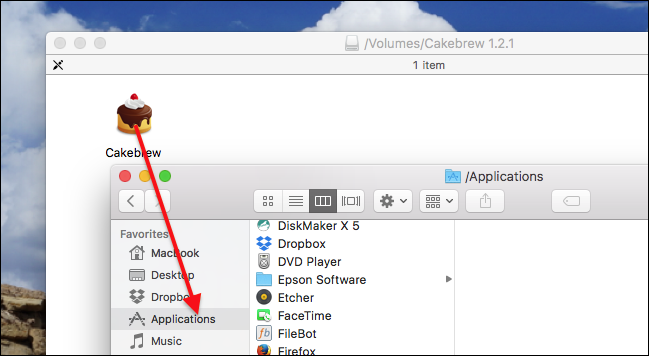 /Volumes/Cakebrew 1.2.1
1 item
Cakebrew
/Applications
Favorites
MacBook
Desktop
Dropbox
Applications
Music
DiskMaker X 5
Dropbox
DVD Player
Epson Software
Etcher
FaceTime
fb FileBot
Firefox